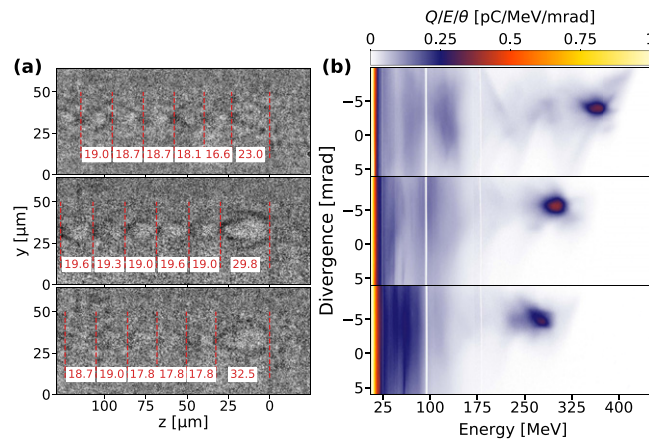 Q/E/θ [pC/MeV/mrad]
0 0.25 0.5 0.75 1
(a) (b)
50
25
0
19.0 18.7 18.7 18.1 16.6 23.0
50
25
0
19.6 19.3 19.0 19.6 19.0 29.8
50
25
0
18.7 19.0 17.8 17.8 17.8 32.5
y [μm]
100 75 50 25 0
z [μm]
−5
0
5
−5
0
5
−5
0
5
Divergence [mrad]
25 100 250 325 400
Energy [MeV]